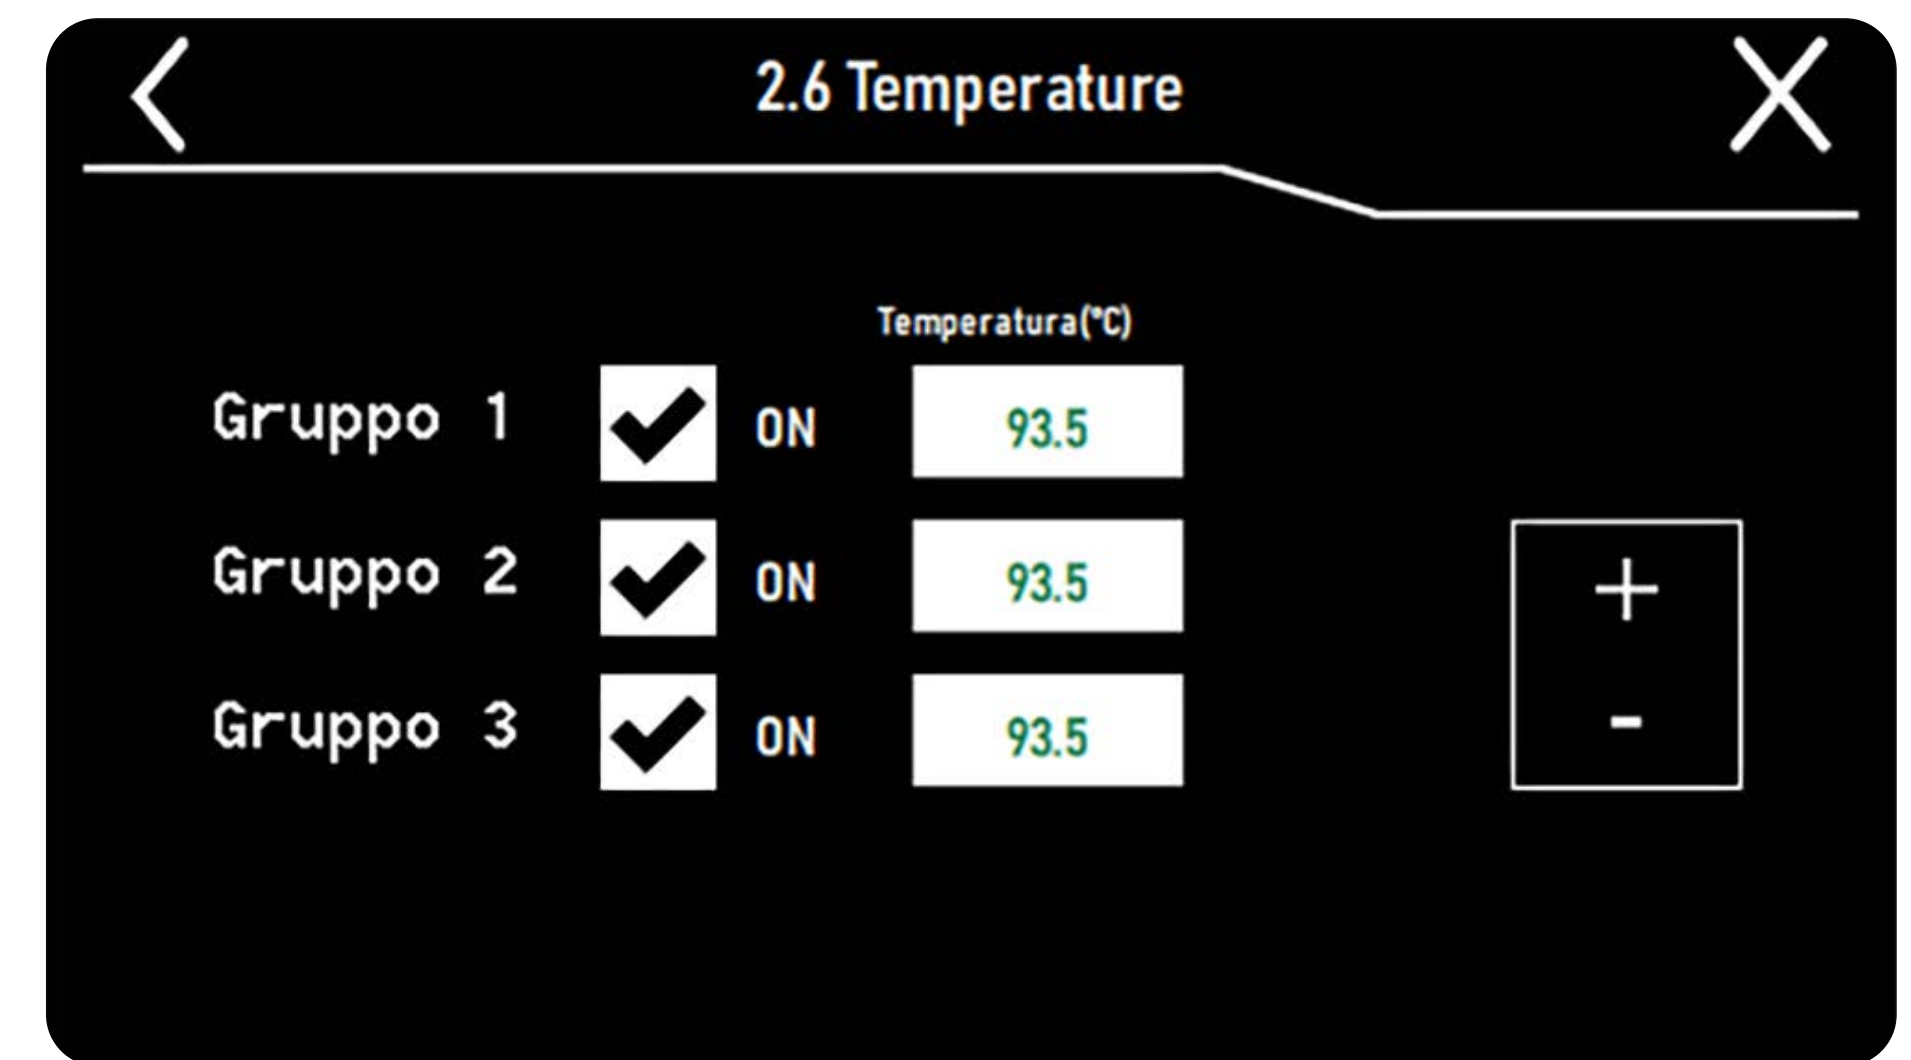 2.6 Temperature
Temperatura(°C)
Gruppo 1 ON 93.5
Gruppo 2 ON 93.5
Gruppo 3 ON 93.5
+
-